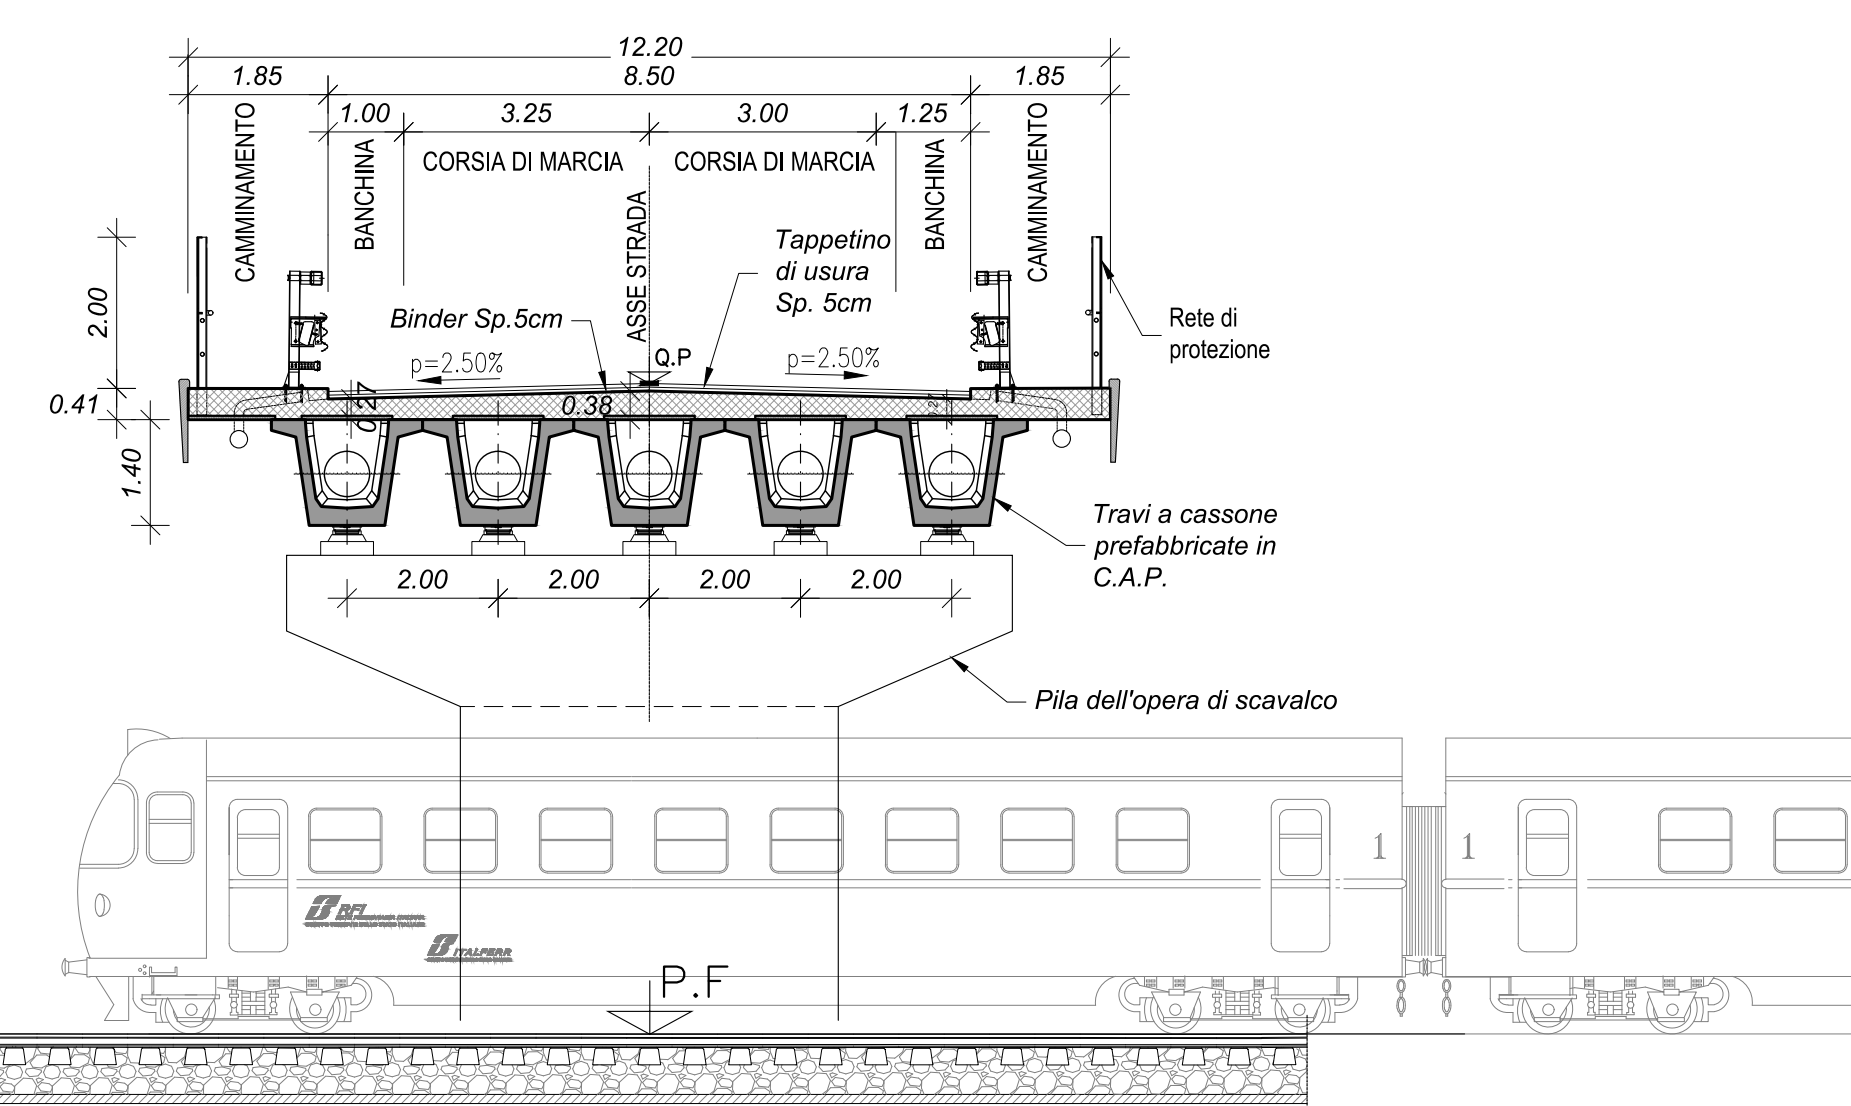 12.20
1.85
8.50
1.85
1.00
3.25
3.00
1.25
CAMMINAMENTO
BANCHINA
CORSIA DI MARCIA
CORSIA DI MARCIA
BANCHINA
CAMMINAMENTO
ASSE STRADA
Tappetino
di usura
Sp. 5cm
Binder Sp.5cm
2.00
Rete di
protezione
p=2.50%
Q.P
p=2.50%
0.41
0.27
0.38
0.27
1.40
Travi a cassone
prefabbricate in
C.A.P.
2.00
2.00
2.00
2.00
Pila dell'opera di scavalco
1
1
RFI
ITALFERR
P.F